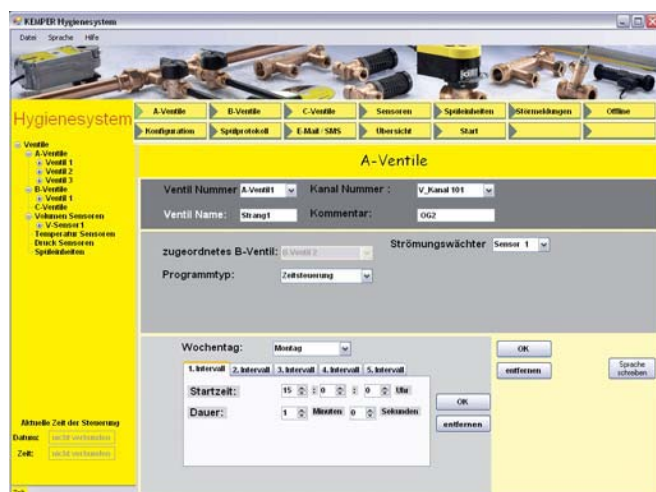 KEMPER Hygienesystem
Datei Sprache Hilfe
Hygienesystem
A-Ventile B-Ventile C-Ventile Sensoren Spüleinheiten Störmeldungen Offline
Konfiguration Spülprotokoll E-Mail / SMS Übersicht Start
Ventile
A-Ventile
Ventil 1
Ventil 2
Ventil 3
B-Ventile
Ventil 1
C-Ventile
Volumen Sensoren
V-Sensor1
Temperatur Sensoren
Druck Sensoren
Spüleinheiten
A-Ventile
Ventil Nummer A-Ventil1 Kanal Nummer : V_Kanal 101
Ventil Name: Strang1 Kommentar: OG2
zugeordnetes B-Ventil: B-Ventil 2 Strömungswächter Sensor 1
Programmtyp: Zeitsteuerung
Wochentag: Montag
1. Intervall 2. Intervall 3. Intervall 4. Intervall 5. Intervall
Startzeit: 15 : 0 : 0 Uhr
Dauer: 1 Minuten 0 Sekunden
OK
entfernen
OK
entfernen
Sprache schreiben
Aktuelle Zeit der Steuerung
Datum: nicht verbunden
Zeit: nicht verbunden